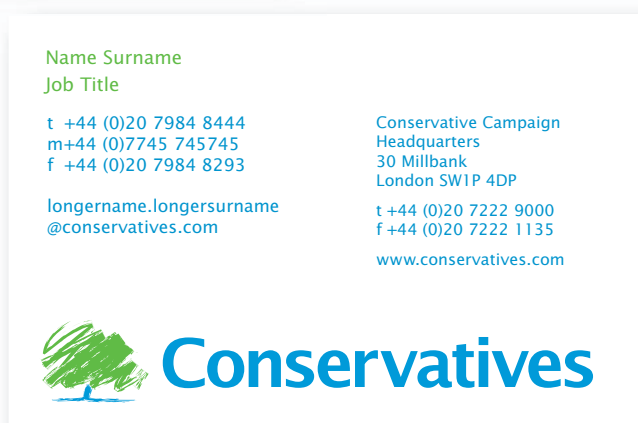 Name Surname
Job Title
t +44 (0)20 7984 8444
m+44 (0)7745 745745
f +44 (0)20 7984 8293
longername.longersurname
@conservatives.com
Conservative Campaign
Headquarters
30 Millbank
London SW1P 4DP
t +44 (0)20 7222 9000
f +44 (0)20 7222 1135
www.conservatives.com
Conservatives